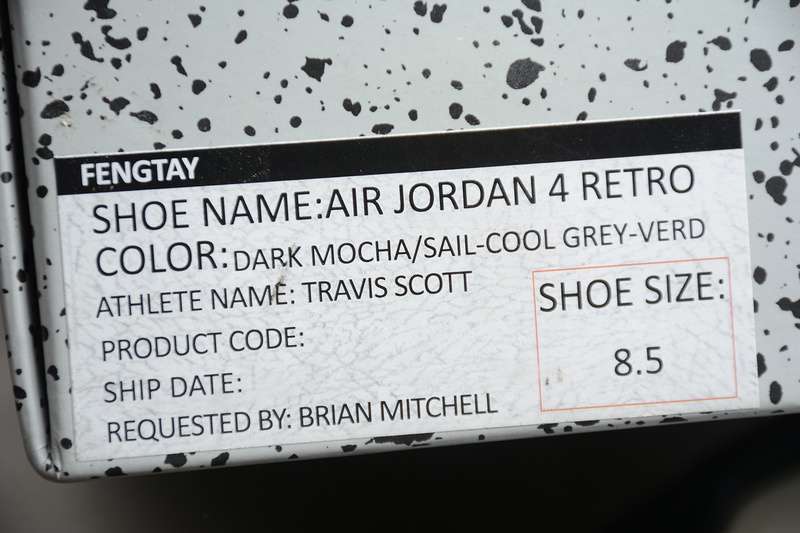 FENGTAY
SHOE NAME:AIR JORDAN 4 RETRO
COLOR:DARK MOCHA/SAIL-COOL GREY-VERD
ATHLETE NAME: TRAVIS SCOTT
PRODUCT CODE:
SHIP DATE:
REQUESTED BY: BRIAN MITCHELL
SHOE SIZE:
8.5